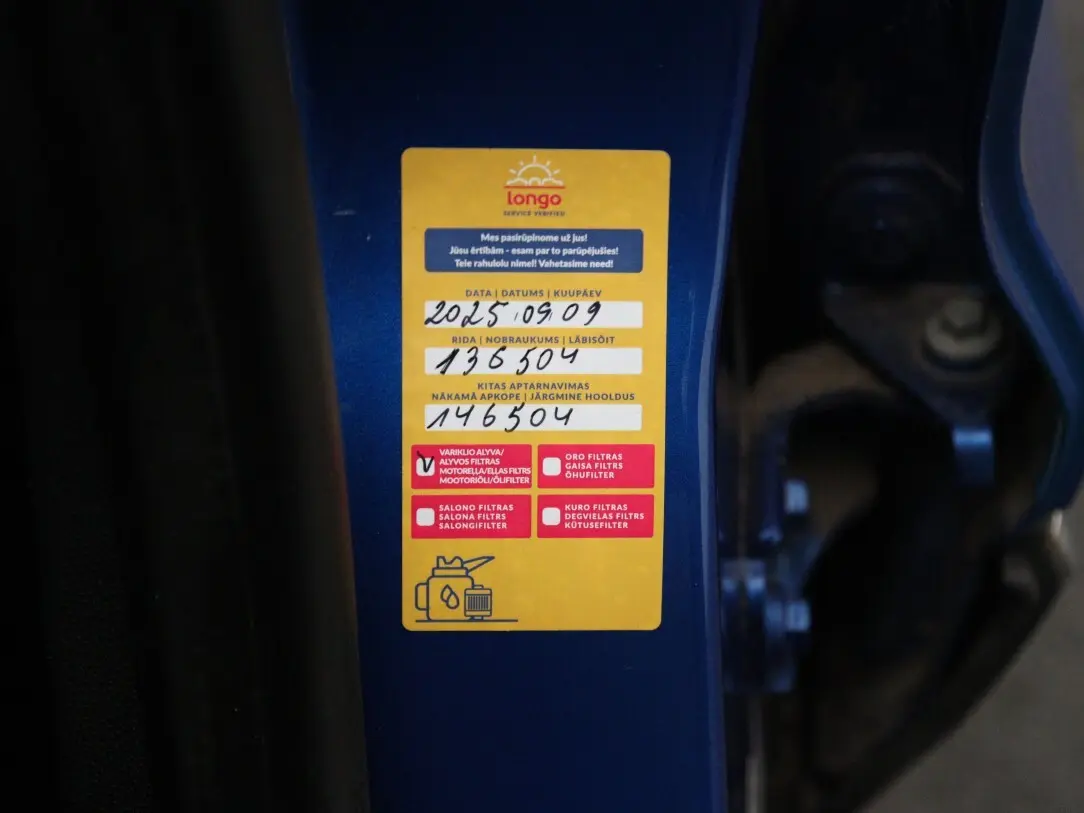 longo
SERVICE VERIFIED
Mes pasirūpinome už jus!
Jūsu ērtībām - esam par to parūpējušies!
Teie rahulolu nimel! Vahetasime need!
DATA | DATUMS | KUUPÄEV
2025.09.09
RIDA | NOBRAUKUMS | LÄBISÕIT
136504
KITAS APTARNAVIMAS
NĀKAMĀ APKOPE | JÄRGMINE HOOLDUS
146504
VARIKLIO ALYVA/
ALYVOS FILTRAS
MOTOREĻĻA/EĻĻAS FILTRS
MOOTORIÕLI/ÕLIFILTER
ORO FILTRAS
GAISA FILTRS
ÕHUFILTER
SALONO FILTRAS
SALONA FILTRS
SALONGIFILTER
KURO FILTRAS
DEGVIELAS FILTRS
KÜTUSEFILTER